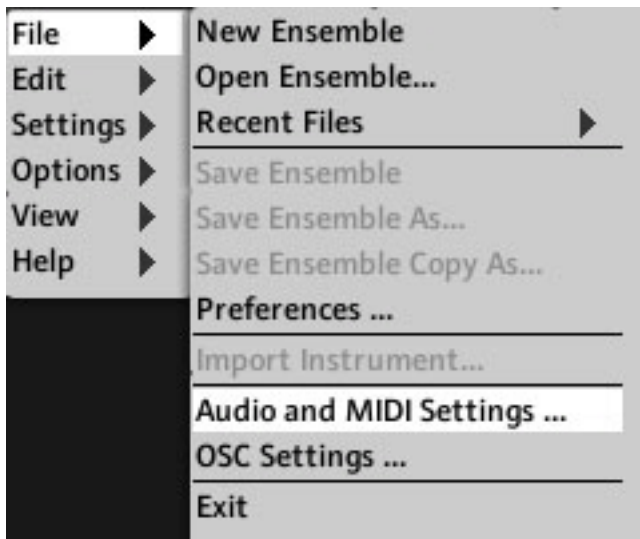 File
Edit
Settings
Options
View
Help
New Ensemble
Open Ensemble...
Recent Files
Save Ensemble
Save Ensemble As...
Save Ensemble Copy As...
Preferences ...
Import Instrument...
Audio and MIDI Settings ...
OSC Settings ...
Exit